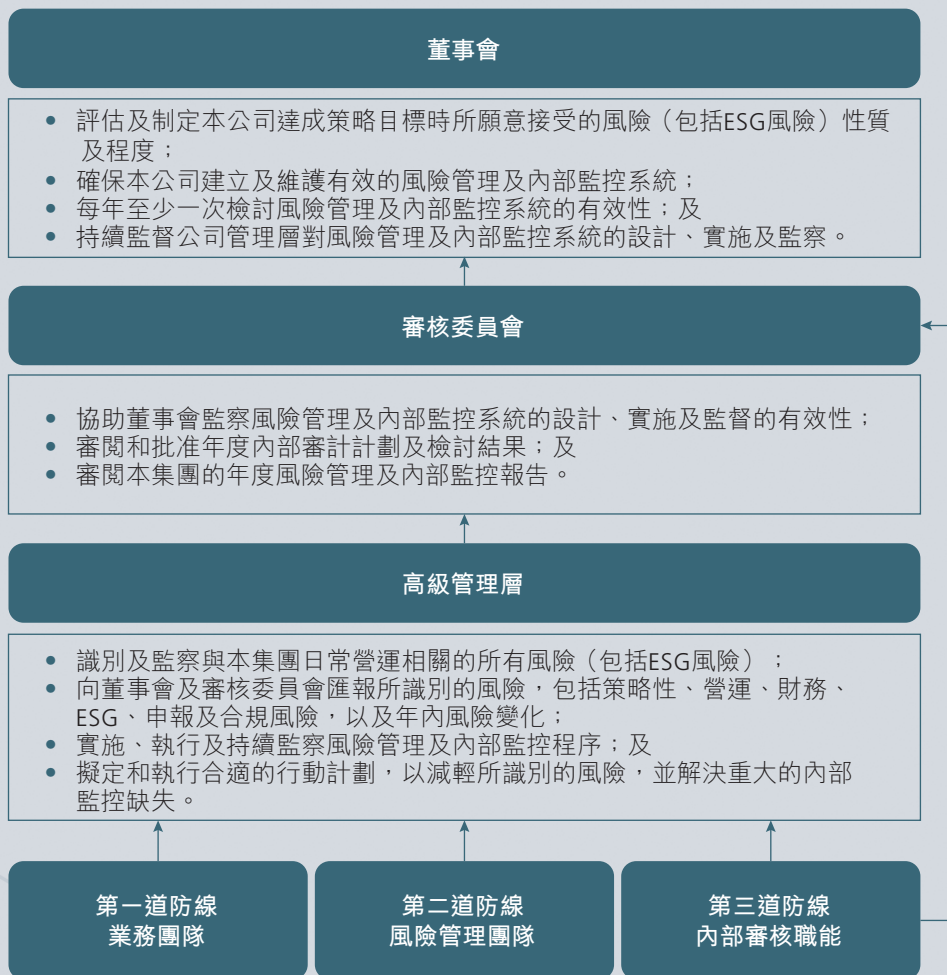 董事會
• 評估及制定本公司達成策略目標時所願意接受的風險（包括ESG風險）性質
及程度；
• 確保本公司建立及維護有效的風險管理及內部監控系統；
• 每年至少一次檢討風險管理及內部監控系統的有效性；及
• 持續監督公司管理層對風險管理及內部監控系統的設計、實施及監察。
審核委員會
• 協助董事會監察風險管理及內部監控系統的設計、實施及監督的有效性；
• 審閱和批准年度內部審計計劃及檢討結果；及
• 審閱本集團的年度風險管理及內部監控報告。
高級管理層
• 識別及監察與本集團日常營運相關的所有風險（包括ESG風險）；
• 向董事會及審核委員會匯報所識別的風險，包括策略性、營運、財務、
ESG、申報及合規風險，以及年內風險變化；
• 實施、執行及持續監察風險管理及內部監控程序；及
• 擬定和執行合適的行動計劃，以減輕所識別的風險，並解決重大的內部
監控缺失。
第一道防線
業務團隊
第二道防線
風險管理團隊
第三道防線
內部審核職能